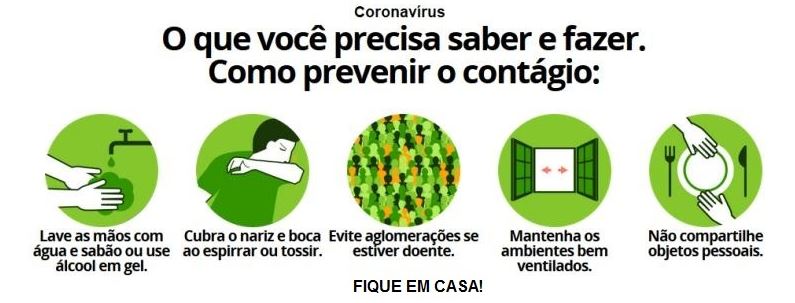 Coronavírus
O que você precisa saber e fazer.
Como prevenir o contágio:
Lave as mãos com
água e sabão ou use
álcool em gel.
Cubra o nariz e boca
ao espirrar ou tossir.
Evite aglomerações se
estiver doente.
Mantenha os
ambientes bem
ventilados.
Não compartilhe
objetos pessoais.
FIQUE EM CASA!